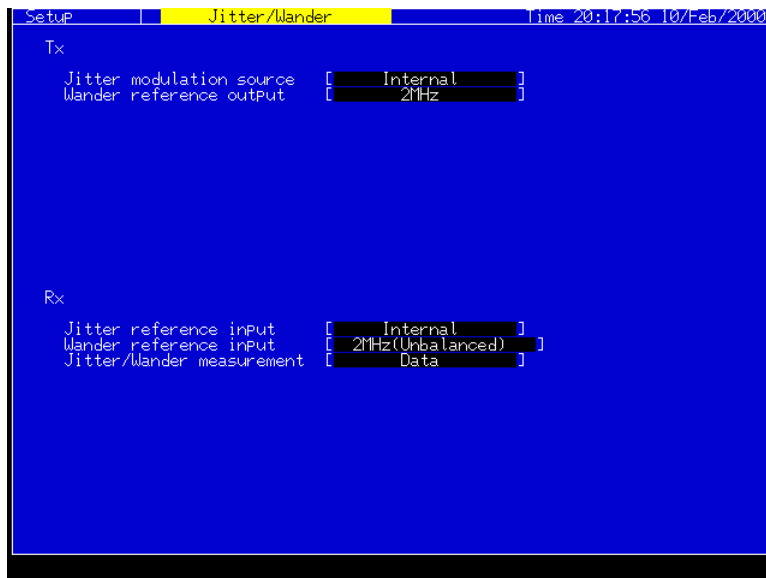 Setup | Jitter/Wander Time 20:17:56 10/Feb/2000
Tx
Jitter modulation source [ Internal ]
Wander reference output [ 2MHz ]
Rx
Jitter reference input [ Internal ]
Wander reference input [ 2MHz(Unbalanced) ]
Jitter/Wander measurement [ Data ]